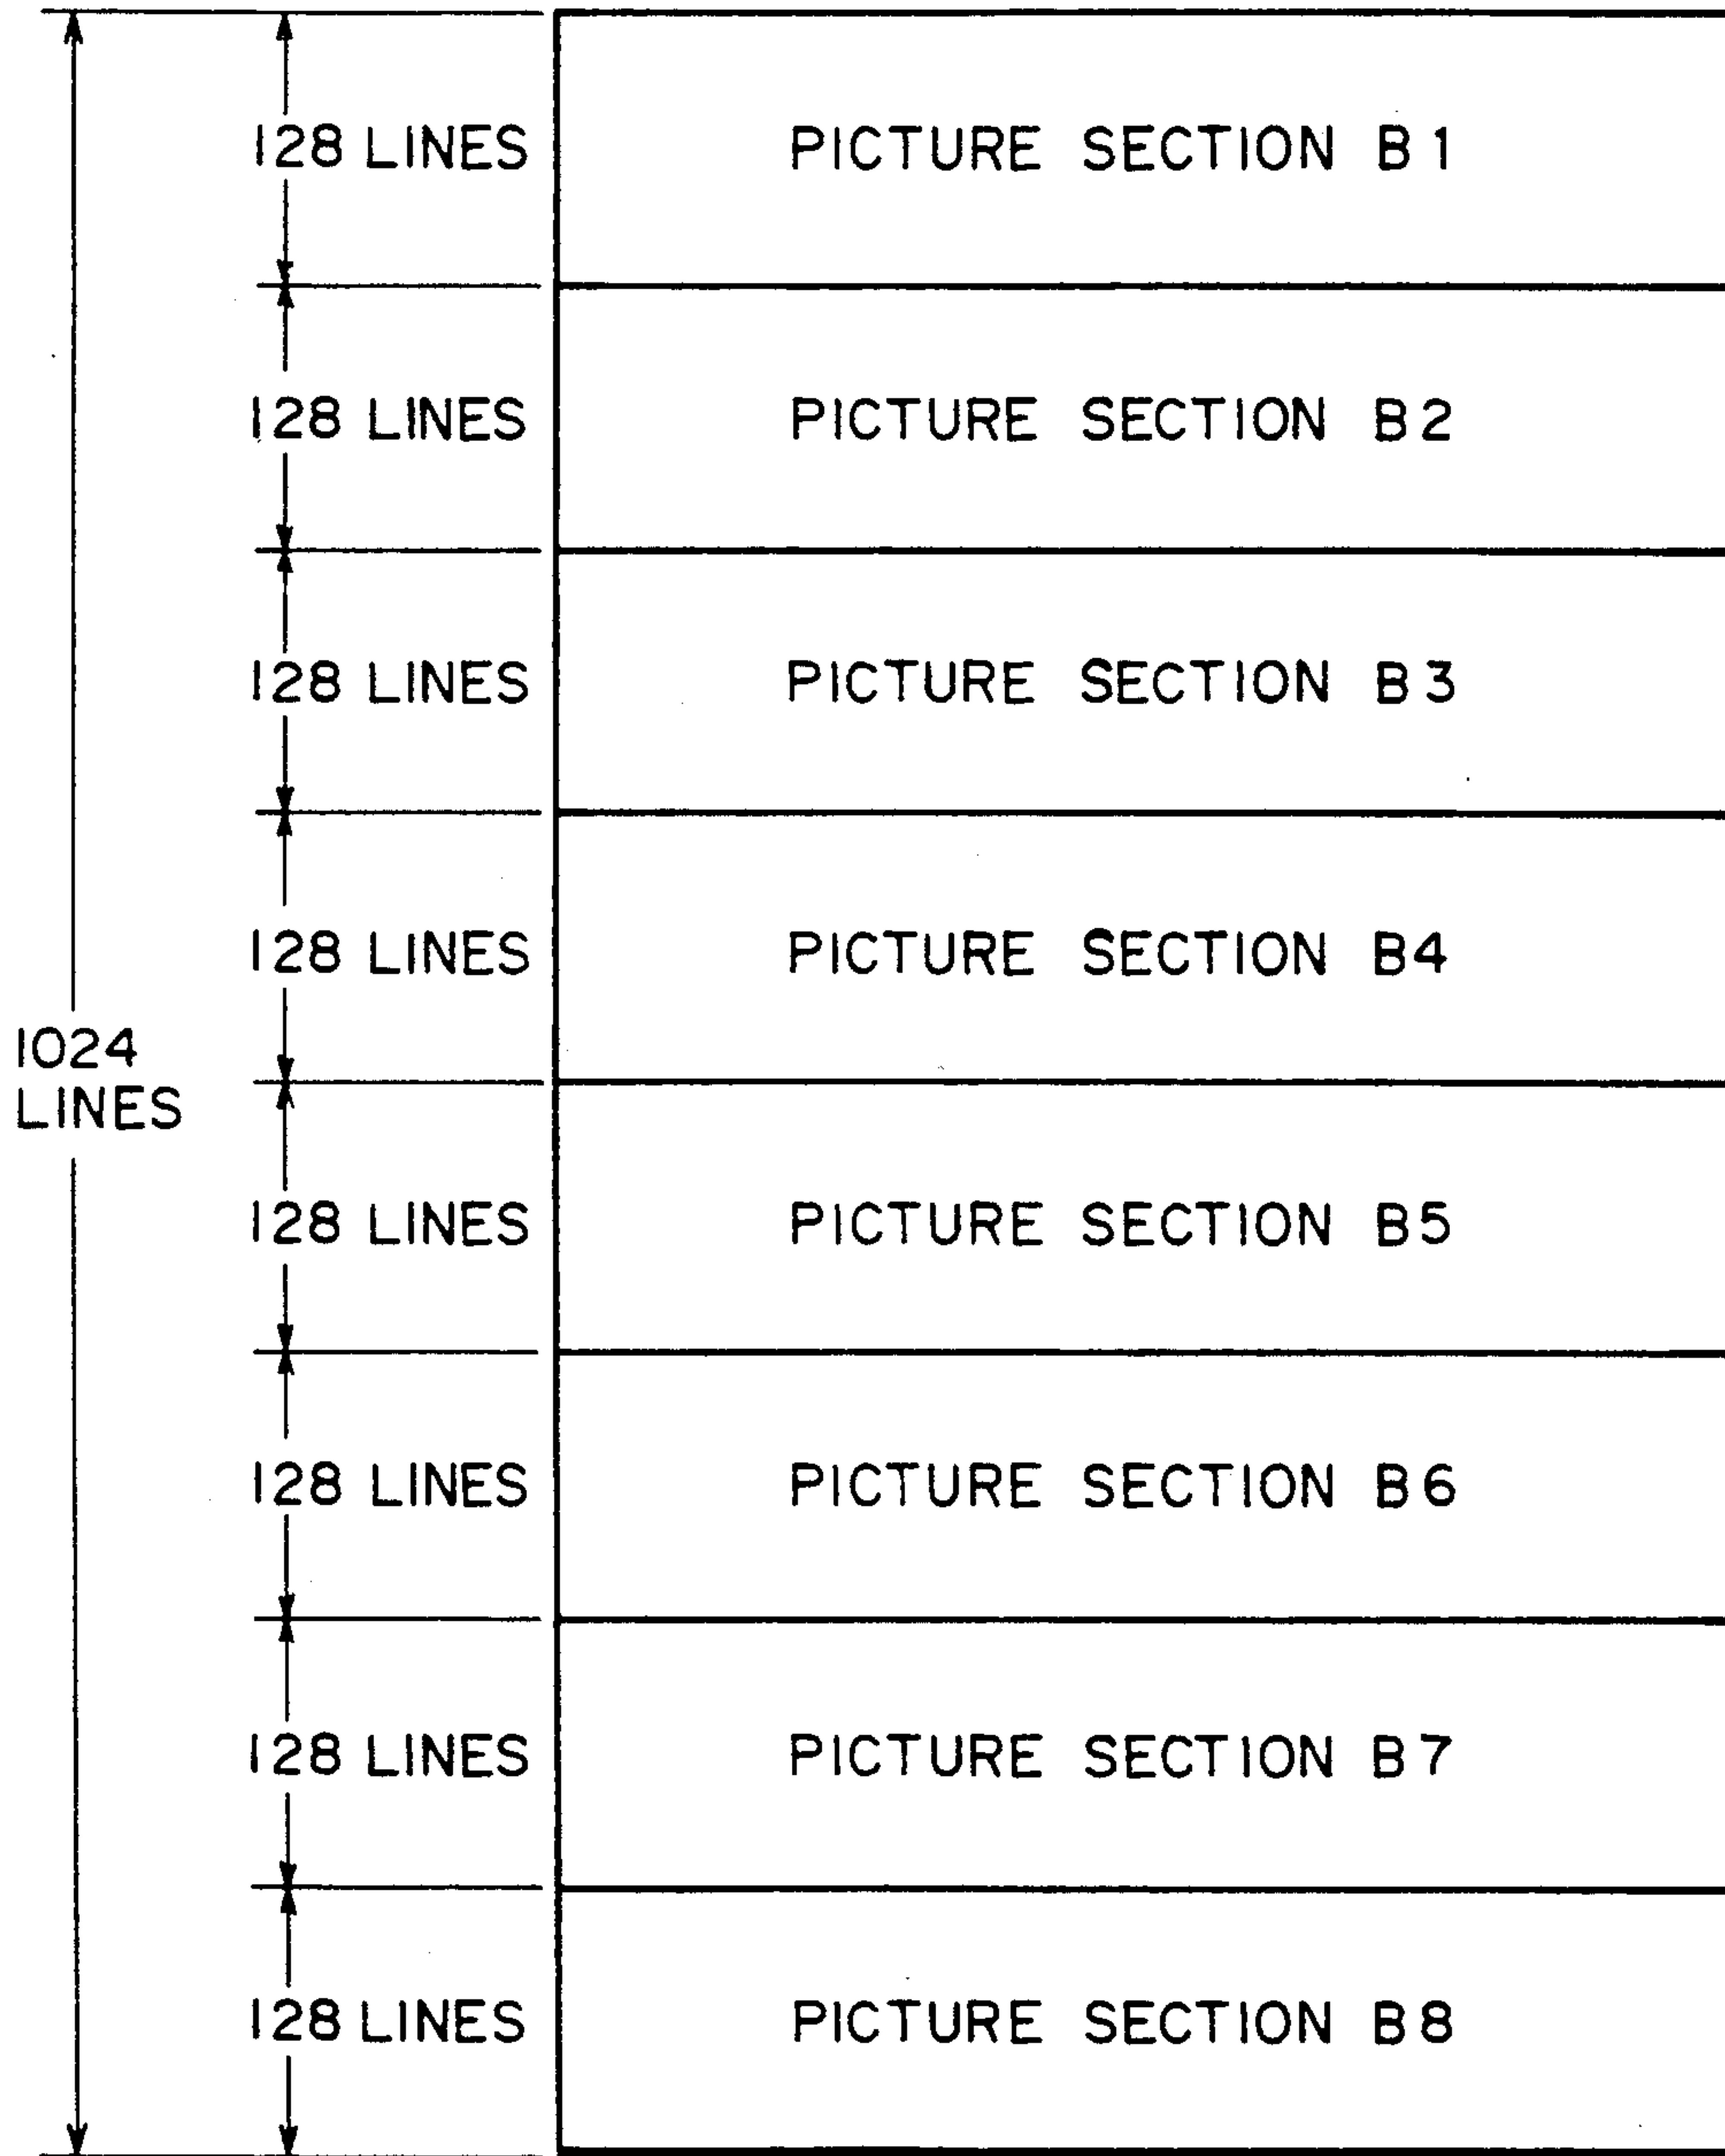 128 LINES PICTURE SECTION B1
128 LINES PICTURE SECTION B2
128 LINES PICTURE SECTION B3
128 LINES PICTURE SECTION B4
1024
LINES
128 LINES PICTURE SECTION B5
128 LINES PICTURE SECTION B6
128 LINES PICTURE SECTION B7
128 LINES PICTURE SECTION B8